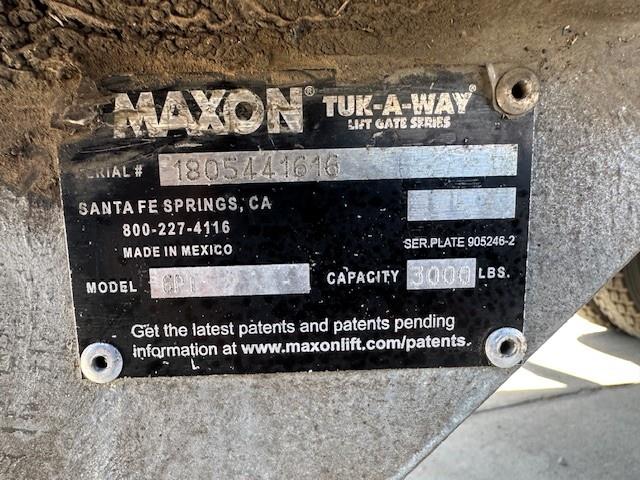 MAXON® TUK-A-WAY®
LIFT GATE SERIES
SERIAL # 1805441616
SANTA FE SPRINGS, CA
800-227-4116
MADE IN MEXICO
SER.PLATE 905246-2
MODEL CAPACITY 3000 LBS.
Get the latest patents and patents pending
information at www.maxonlift.com/patents.